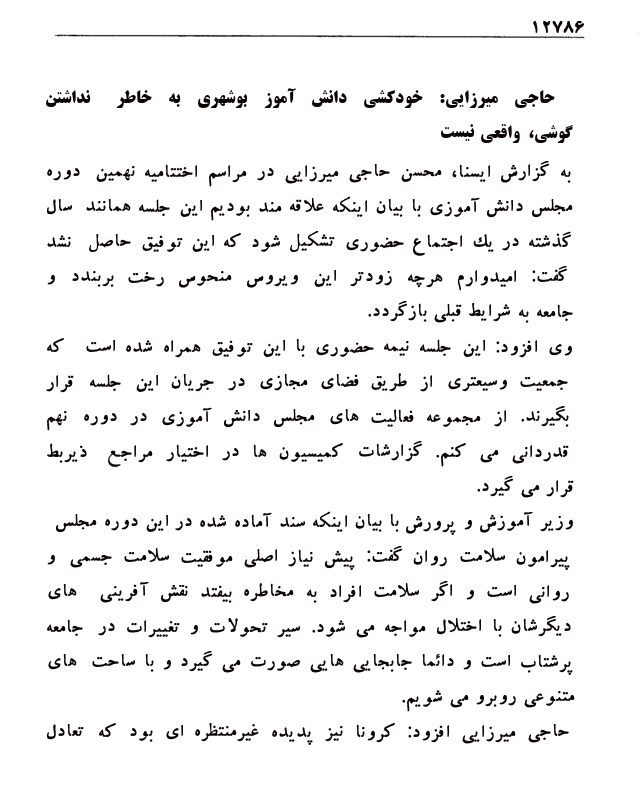 ۱۲۷۸۶
حاجی میرزایی: خودکشی دانش آموز بوشهری به خاطر نداشتن
گوشی، واقعی نیست
به گزارش ایسنا، محسن حاجی میرزایی در مراسم اختتامیه نهمین دوره
مجلس دانش آموزی با بیان اینکه علاقه مند بودیم این جلسه همانند سال
گذشته در یك اجتماع حضوری تشکیل شود که این توفیق حاصل نشد
گفت: امیدوارم هرچه زودتر این ویروس منحوس رخت بربندد و
جامعه به شرایط قبلی بازگردد.
وی افزود: این جلسه نیمه حضوری با این توفیق همراه شده است که
جمعیت وسیعتری از طریق فضای مجازی در جریان این جلسه قرار
بگیرند. از مجموعه فعالیت های مجلس دانش آموزی در دوره نهم
قدردانی می کنم. گزارشات کمیسیون ها در اختیار مراجع ذیربط
قرار می گیرد.
وزیر آموزش و پرورش با بیان اینکه سند آماده شده در این دوره مجلس
پیرامون سلامت روان گفت: پیش نیاز اصلی موفقیت سلامت جسمی و
روانی است و اگر سلامت افراد به مخاطره بیفتد نقش آفرینی های
دیگرشان با اختلال مواجه می شود. سیر تحولات و تغییرات در جامعه
پرشتاب است و دائما جابجایی هایی صورت می گیرد و با ساحت های
متنوعی روبرو می شویم.
حاجی میرزایی افزود: کرونا نیز پدیده غیرمنتظره ای بود که تعادل